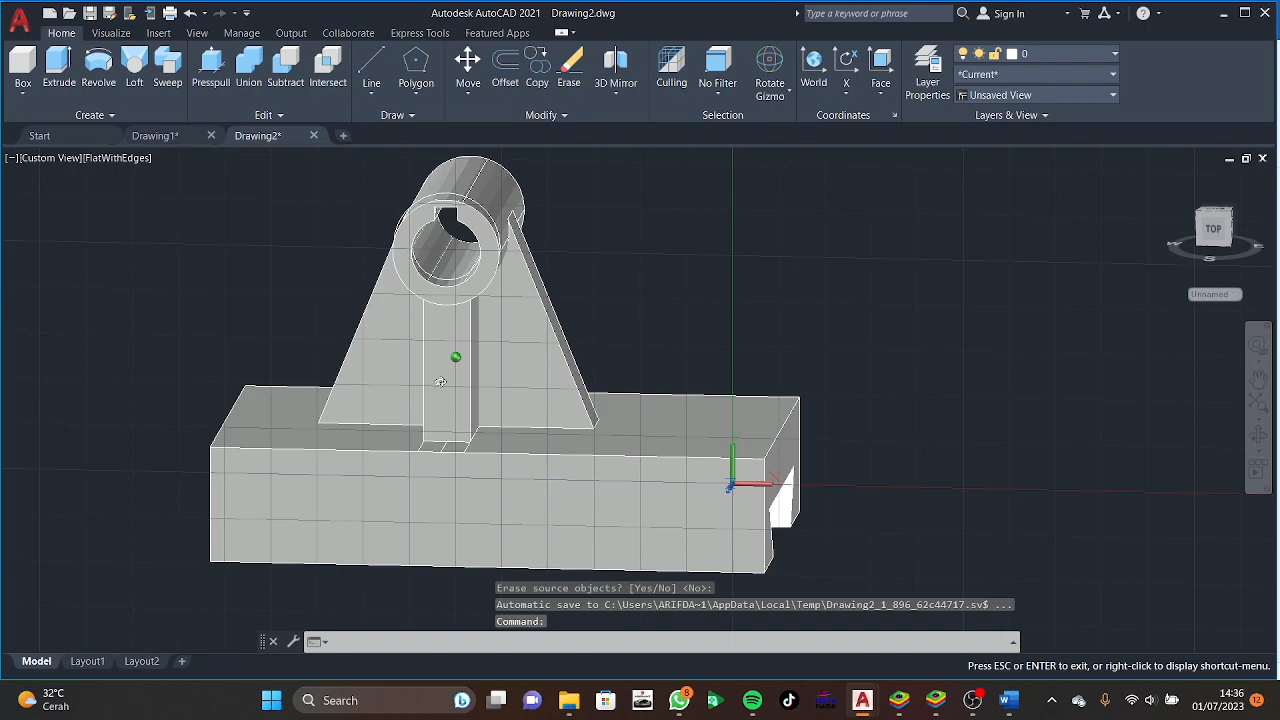 Autodesk AutoCAD 2021 Drawing2.dwg
Type a keyword or phrase
Sign In
Home Visualize Insert View Manage Output Collaborate Express Tools Featured Apps
Box Extrude Revolve Loft Sweep
Presspull Union Subtract Intersect
Line Polygon
Move Offset Copy Erase 3D Mirror
Culling No Filter Rotate Gizmo
World X Face
Layer Properties
0
*Current*
Unsaved View
Create Edit Draw Modify Selection Coordinates Layers & View
Start Drawing1* Drawing2*
[−][Custom View][FlatWithEdges]
TOP
S
Unnamed
Erase source objects? [Yes/No] <No>:
Automatic save to C:\Users\ARIFDA~1\AppData\Local\Temp\Drawing2_1_896_62c44717.sv$ ...
Command:
Model Layout1 Layout2
Press ESC or ENTER to exit, or right-click to display shortcut-menu.
32°C
Cerah
Search
8
14:36
01/07/2023
12